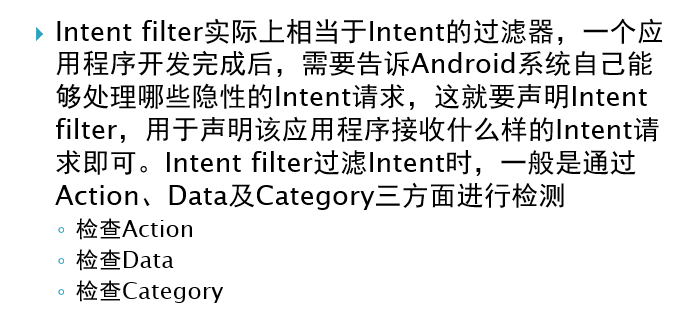 Intent filter实际上相当于Intent的过滤器，一个应
用程序开发完成后，需要告诉Android系统自己能
够处理哪些隐性的Intent请求，这就要声明Intent
filter，用于声明该应用程序接收什么样的Intent请
求即可。Intent filter过滤Intent时，一般是通过
Action、Data及Category三方面进行检测
检查Action
检查Data
检查Category